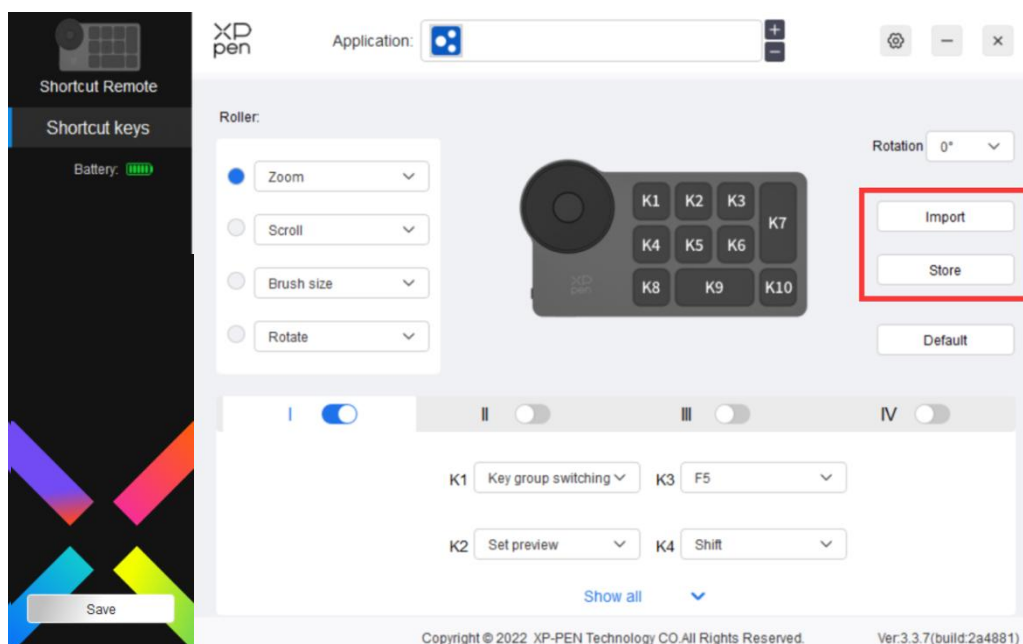 XP
pen
Application:
+
−
Shortcut Remote
Shortcut keys
Battery:
Roller:
Rotation 0°
Zoom
Scroll
Brush size
Rotate
K1 K2 K3
K7
K4 K5 K6
K8 K9 K10
XP
pen
Import
Store
Default
I II III IV
K1 Key group switching K3 F5
K2 Set preview K4 Shift
Show all
Save
Copyright © 2022 XP-PEN Technology CO.All Rights Reserved. Ver:3.3.7(build:2a4881)